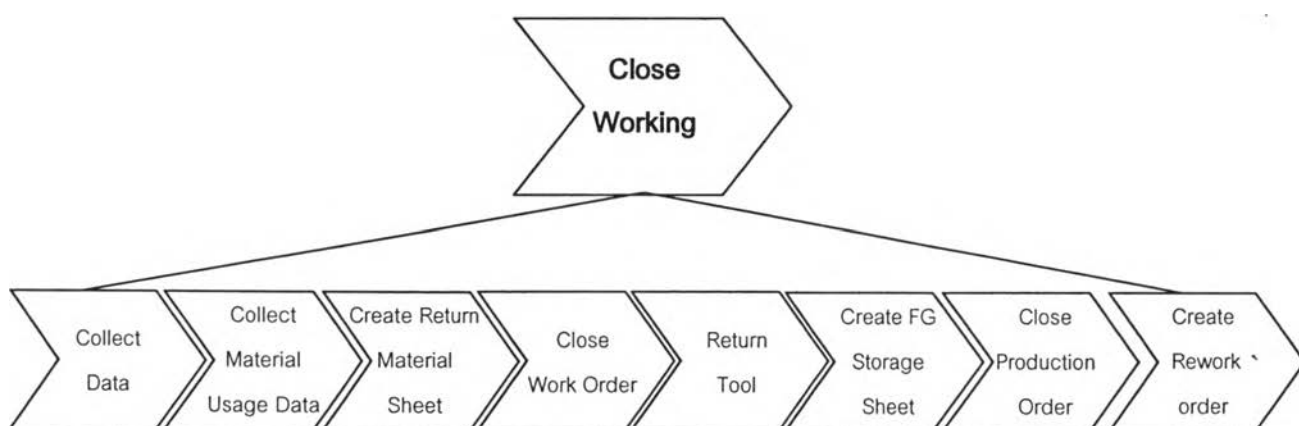 Close
Working
Collect
Data
Collect
Material
Usage Data
Create Return
Material
Sheet
Close
Work Order
Return
Tool
Create FG
Storage
Sheet
Close
Production
Order
Create
Rework
order